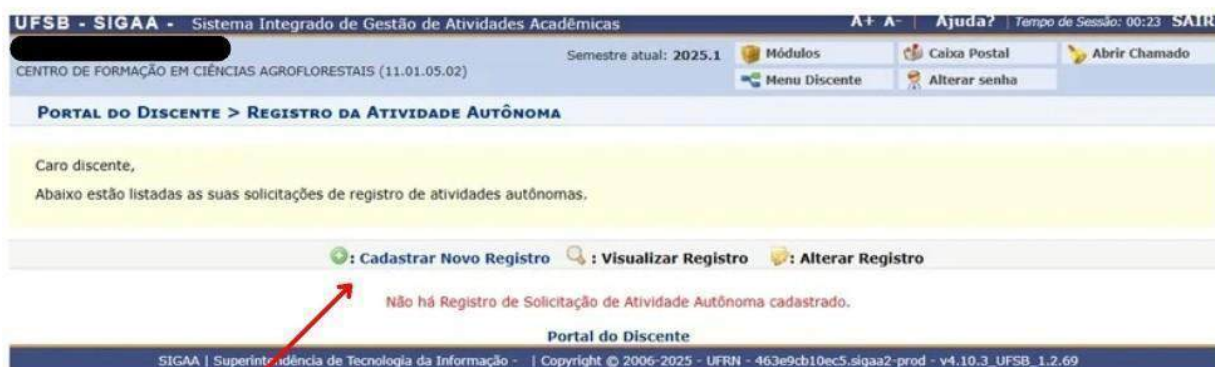 UFSB - SIGAA - Sistema Integrado de Gestão de Atividades Acadêmicas A+ A- | Ajuda? | Tempo de Sessão: 00:23 SAIR
Semestre atual: 2025.1 Módulos Caixa Postal Abrir Chamado
CENTRO DE FORMAÇÃO EM CIÊNCIAS AGROFLORESTAIS (11.01.05.02)
Menu Discente Alterar senha
PORTAL DO DISCENTE > REGISTRO DA ATIVIDADE AUTÔNOMA
Caro discente,
Abaixo estão listadas as suas solicitações de registro de atividades autônomas.
: Cadastrar Novo Registro : Visualizar Registro : Alterar Registro
Não há Registro de Solicitação de Atividade Autônoma cadastrado.
Portal do Discente
SIGAA | Superintendência de Tecnologia da Informação - | Copyright © 2006-2025 - UFRN - 463e9cb10ec5.sigaa2-prod - v4.10.3_UFSB_1.2.69